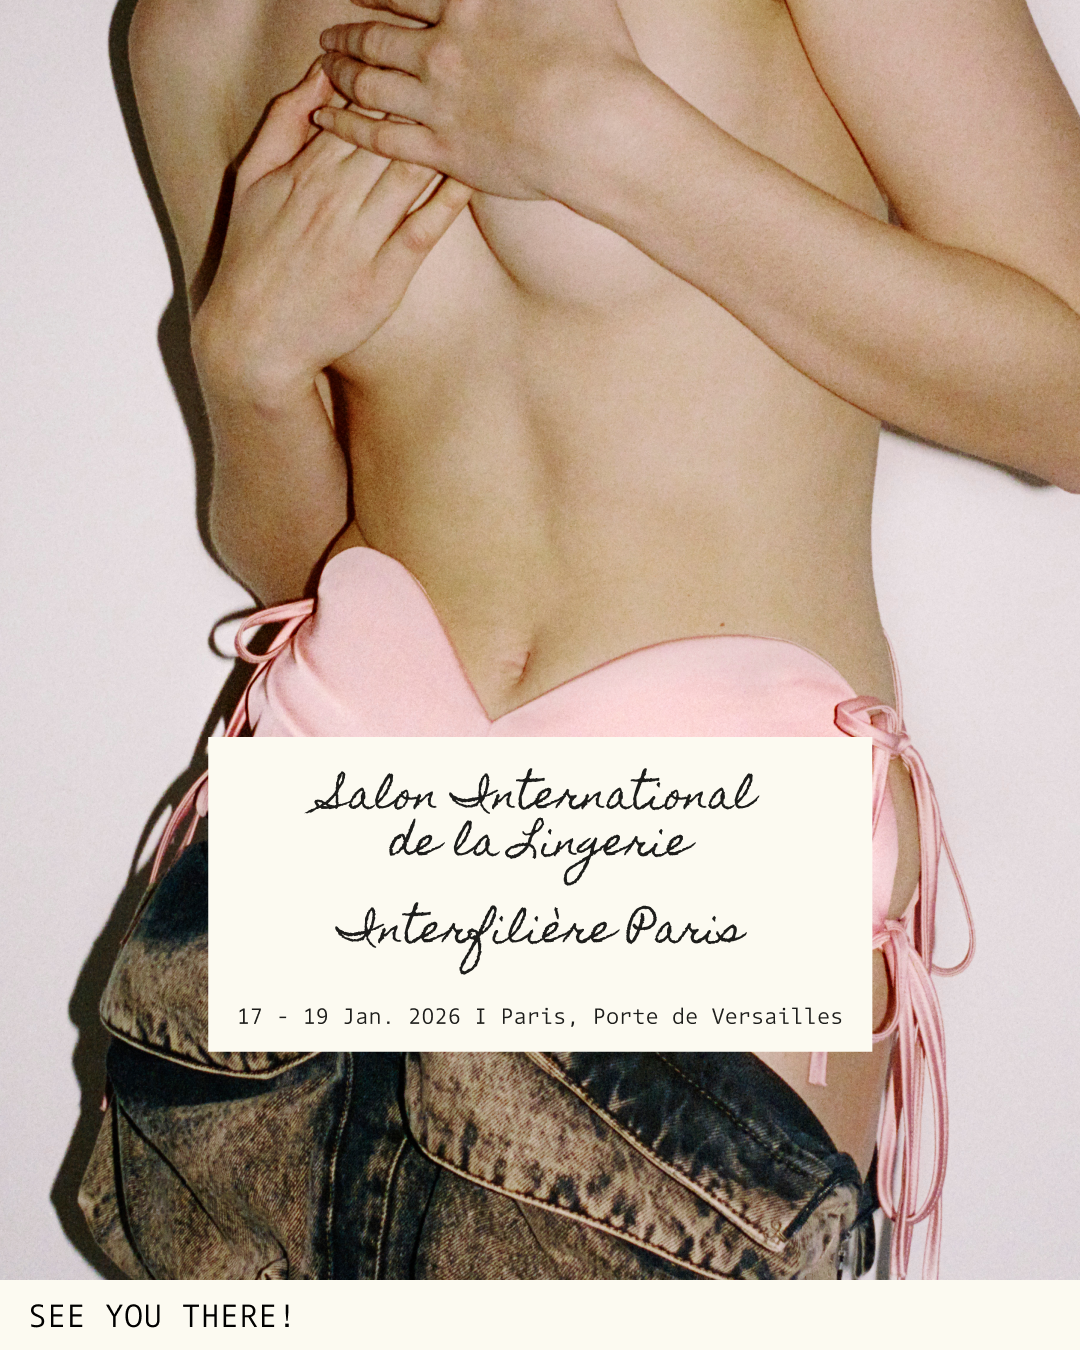 Salon International
de la Lingerie
Interfilière Paris
17 - 19 Jan. 2026 I Paris, Porte de Versailles
SEE YOU THERE!